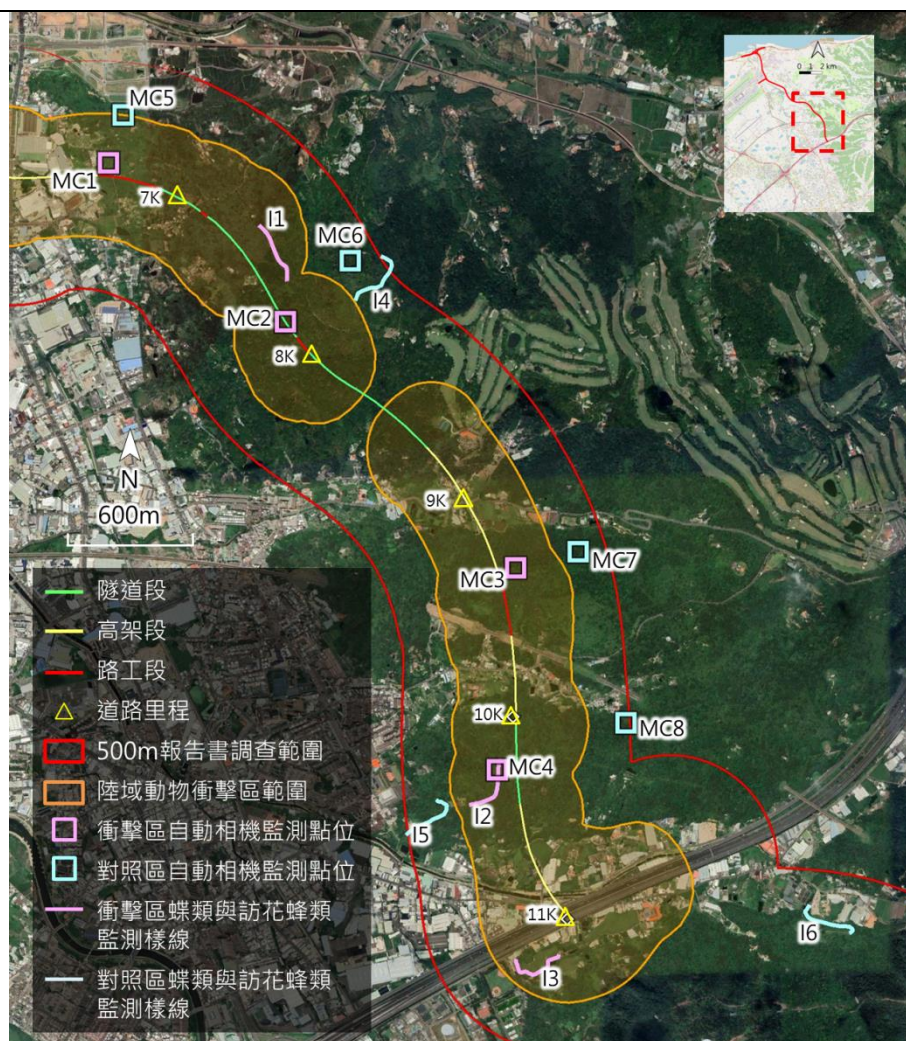 MC5
0 1 2 km
MC1
7K
I1
MC6
I4
MC2
8K
N
600m
9K
MC7
MC3
隧道段
高架段
路工段
道路里程
10K
MC8
500m報告書調查範圍
MC4
陸域動物衝擊區範圍
I2
衝擊區自動相機監測點位
I5
對照區自動相機監測點位
衝擊區蝶類與訪花蜂類
監測樣線
11K
I6
對照區蝶類與訪花蜂類
監測樣線
I3